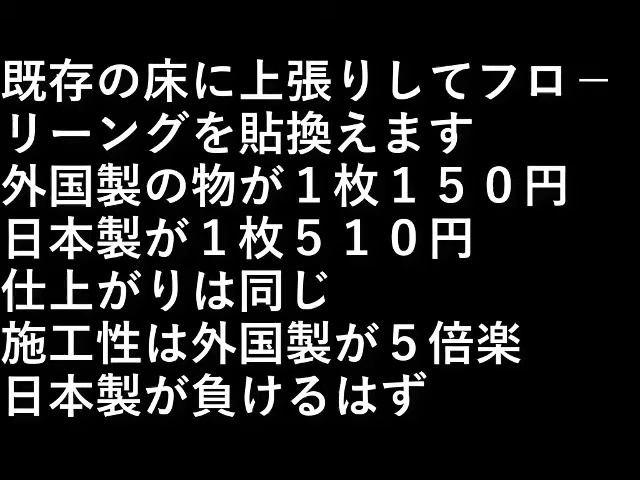 既存の床に上張りしてフロ－
リーングを貼換えます
外国製の物が１枚１５０円
日本製が１枚５１０円
仕上がりは同じ
施工性は外国製が５倍楽
日本製が負けるはず